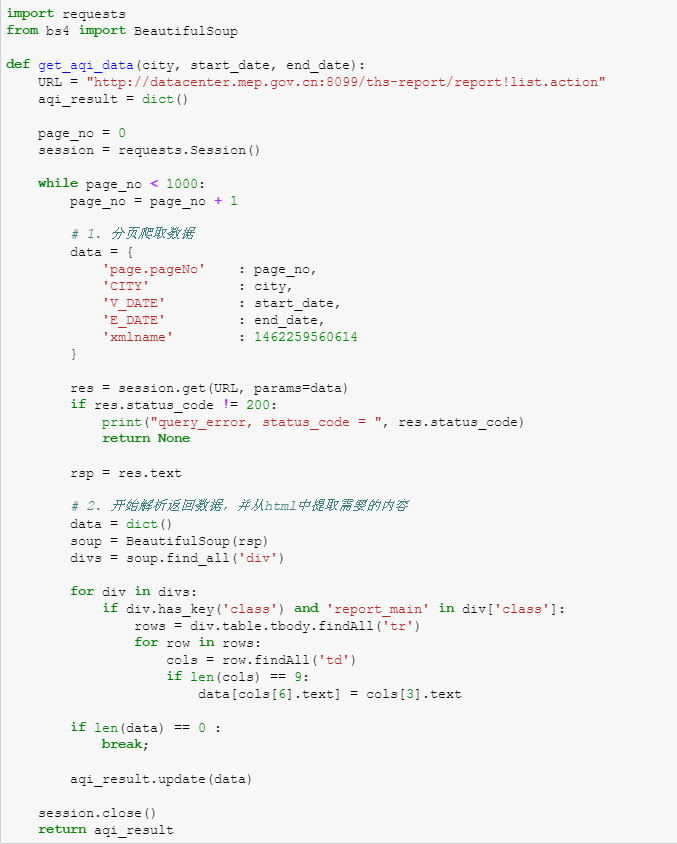 import requests
from bs4 import BeautifulSoup
def get_aqi_data(city, start_date, end_date):
    URL = "http://datacenter.mep.gov.cn:8099/ths-report/report!list.action"
    aqi_result = dict()
    page_no = 0
    session = requests.Session()
    while page_no < 1000:
        page_no = page_no + 1
        # 1. 分页爬取数据
        data = {
            'page.pageNo'    : page_no,
            'CITY'           : city,
            'V_DATE'         : start_date,
            'E_DATE'         : end_date,
            'xmlname'        : 1462259560614
        }
        res = session.get(URL, params=data)
        if res.status_code != 200:
            print("query_error, status_code = ", res.status_code)
            return None
        rsp = res.text
        # 2. 开始解析返回数据，并从html中提取需要的内容
        data = dict()
        soup = BeautifulSoup(rsp)
        divs = soup.find_all('div')
        for div in divs:
            if div.has_key('class') and 'report_main' in div['class']:
                rows = div.table.tbody.findAll('tr')
                for row in rows:
                    cols = row.findAll('td')
                    if len(cols) == 9:
                        data[cols[6].text] = cols[3].text
        if len(data) == 0 :
            break;
        aqi_result.update(data)
    session.close()
    return aqi_result